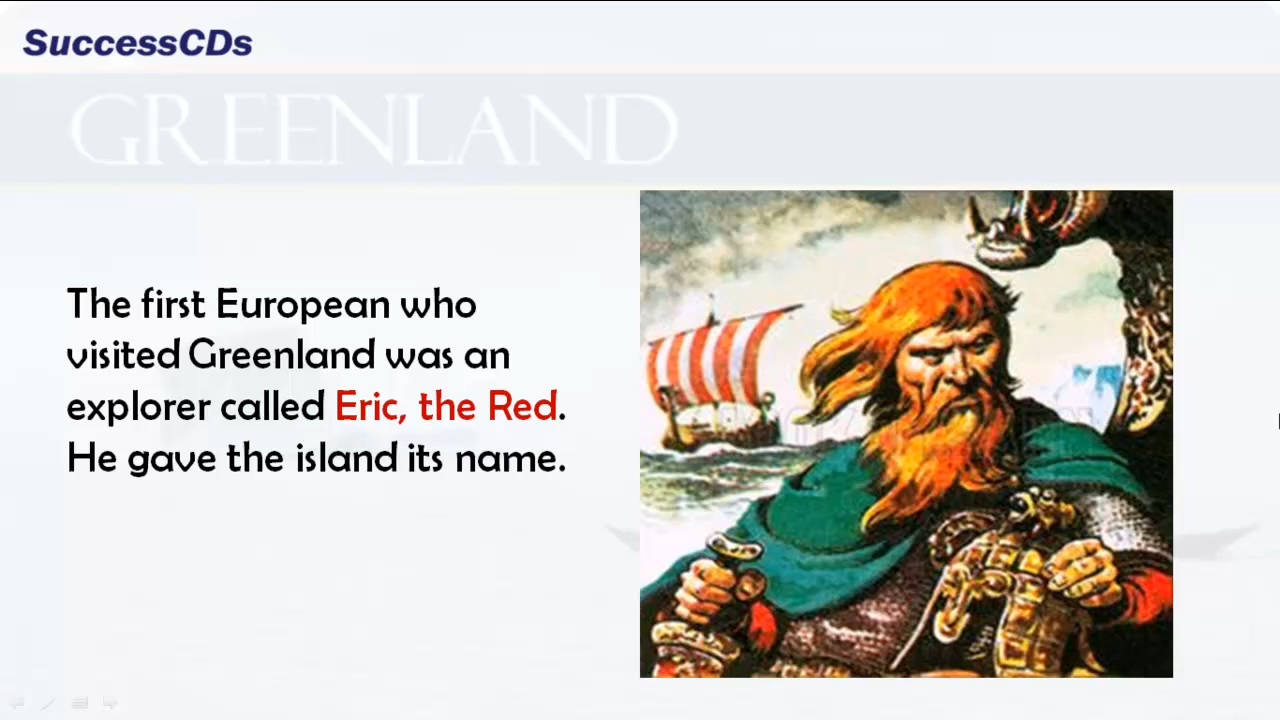 SuccessCDs
GREENLAND
The first European who
visited Greenland was an
explorer called Eric, the Red.
He gave the island its name.